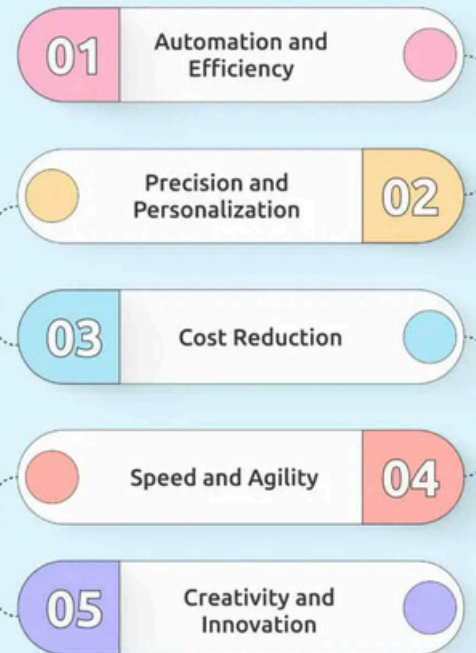 01
Automation and
Efficiency
Precision and
Personalization
02
03
Cost Reduction
Speed and Agility
04
05
Creativity and
Innovation